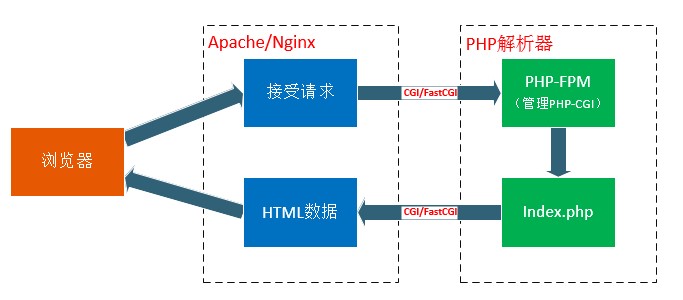 Apache/Nginx
PHP解析器
接受请求
CGI/FastCGI
PHP-FPM
（管理PHP-CGI）
浏览器
HTML数据
CGI/FastCGI
Index.php